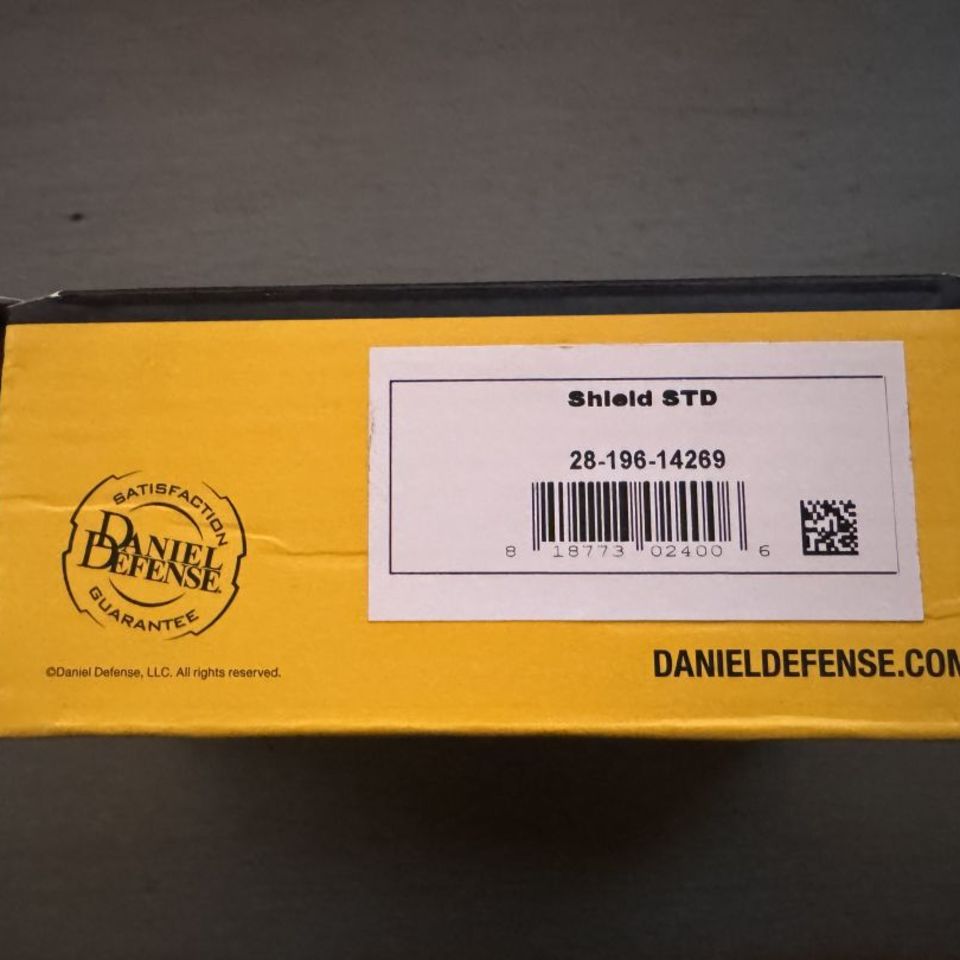 Shield STD
28-196-14269
8 18773 02400 6
SATISFACTION
DANIEL
DEFENSE
GUARANTEE
©Daniel Defense, LLC. All rights reserved.
DANIELDEFENSE.COM